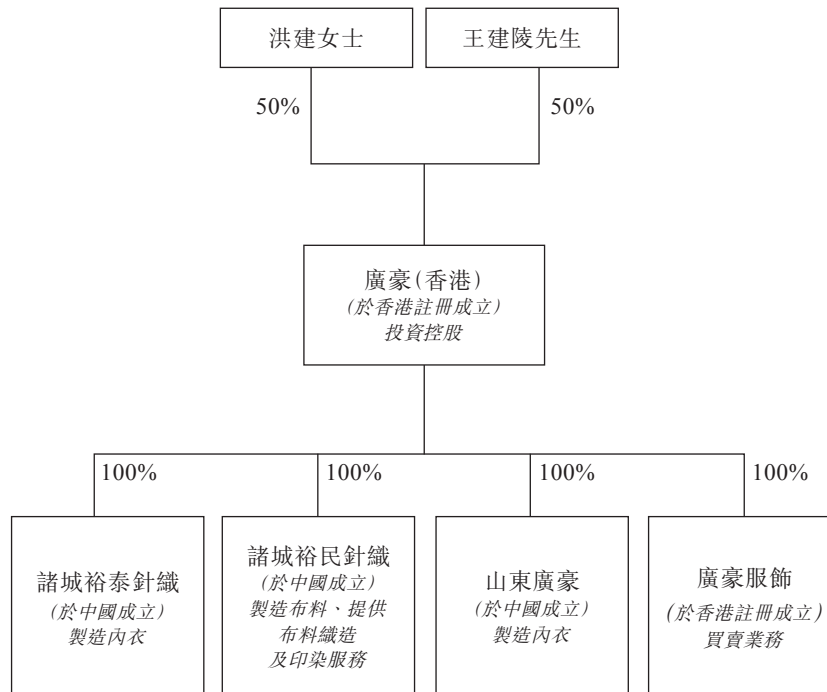 洪建女士
王建陵先生
50%
50%
廣豪(香港)
(於香港註冊成立)
投資控股
100%
100%
100%
100%
諸城裕泰針織
(於中國成立)
製造內衣
諸城裕民針織
(於中國成立)
製造布料、提供
布料織造
及印染服務
山東廣豪
(於中國成立)
製造內衣
廣豪服飾
(於香港註冊成立)
買賣業務